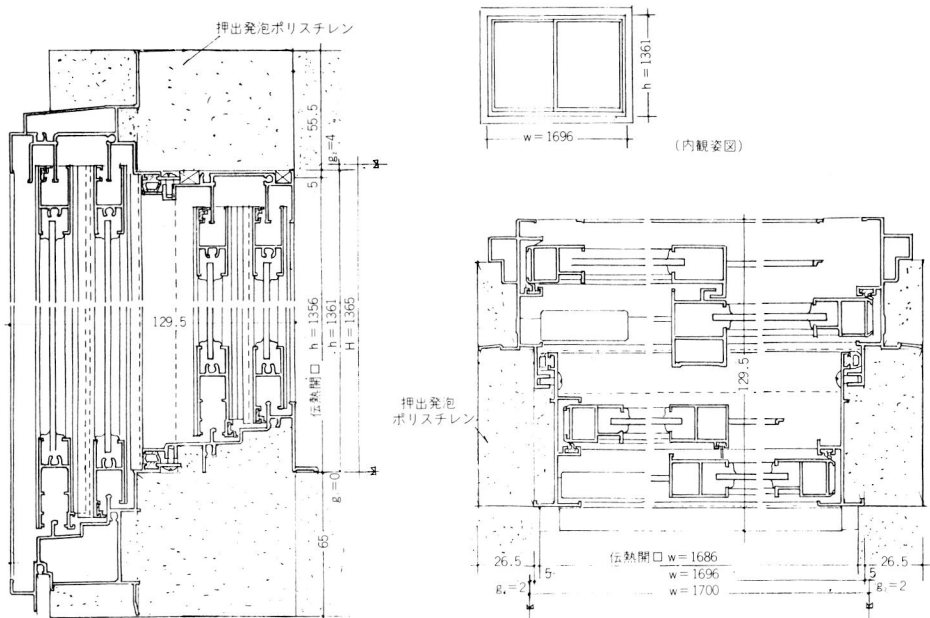 押出発泡ポリスチレン
55.5
g₂=4
5
129.5
伝熱開口 h=1356
h=1361
H=1365
g=0
65
h=1361
w=1696
(内観姿図)
129.5
押出発泡
ポリスチレン
26.5
伝熱開口 w=1686
26.5
5
w=1696
5
w=1700